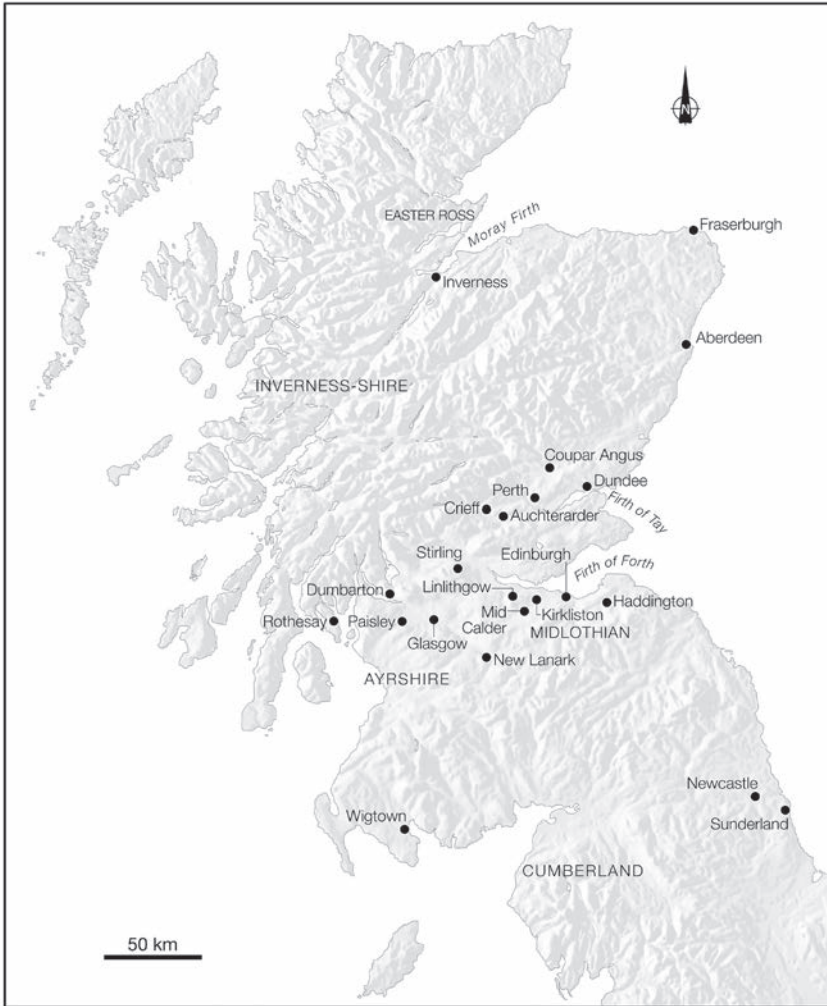 N
EASTER ROSS
Moray Firth
Fraserburgh
Inverness
Aberdeen
INVERNESS-SHIRE
Coupar Angus
Dundee
Perth
Firth of Tay
Crieff
Auchterarder
Stirling
Edinburgh
Firth of Forth
Dumbarton
Linlithgow
Haddington
Mid
Calder
Kirkliston
Rothesay
Paisley
Glasgow
MIDLOTHIAN
New Lanark
AYRSHIRE
Newcastle
Sunderland
Wigtown
CUMBERLAND
50 km